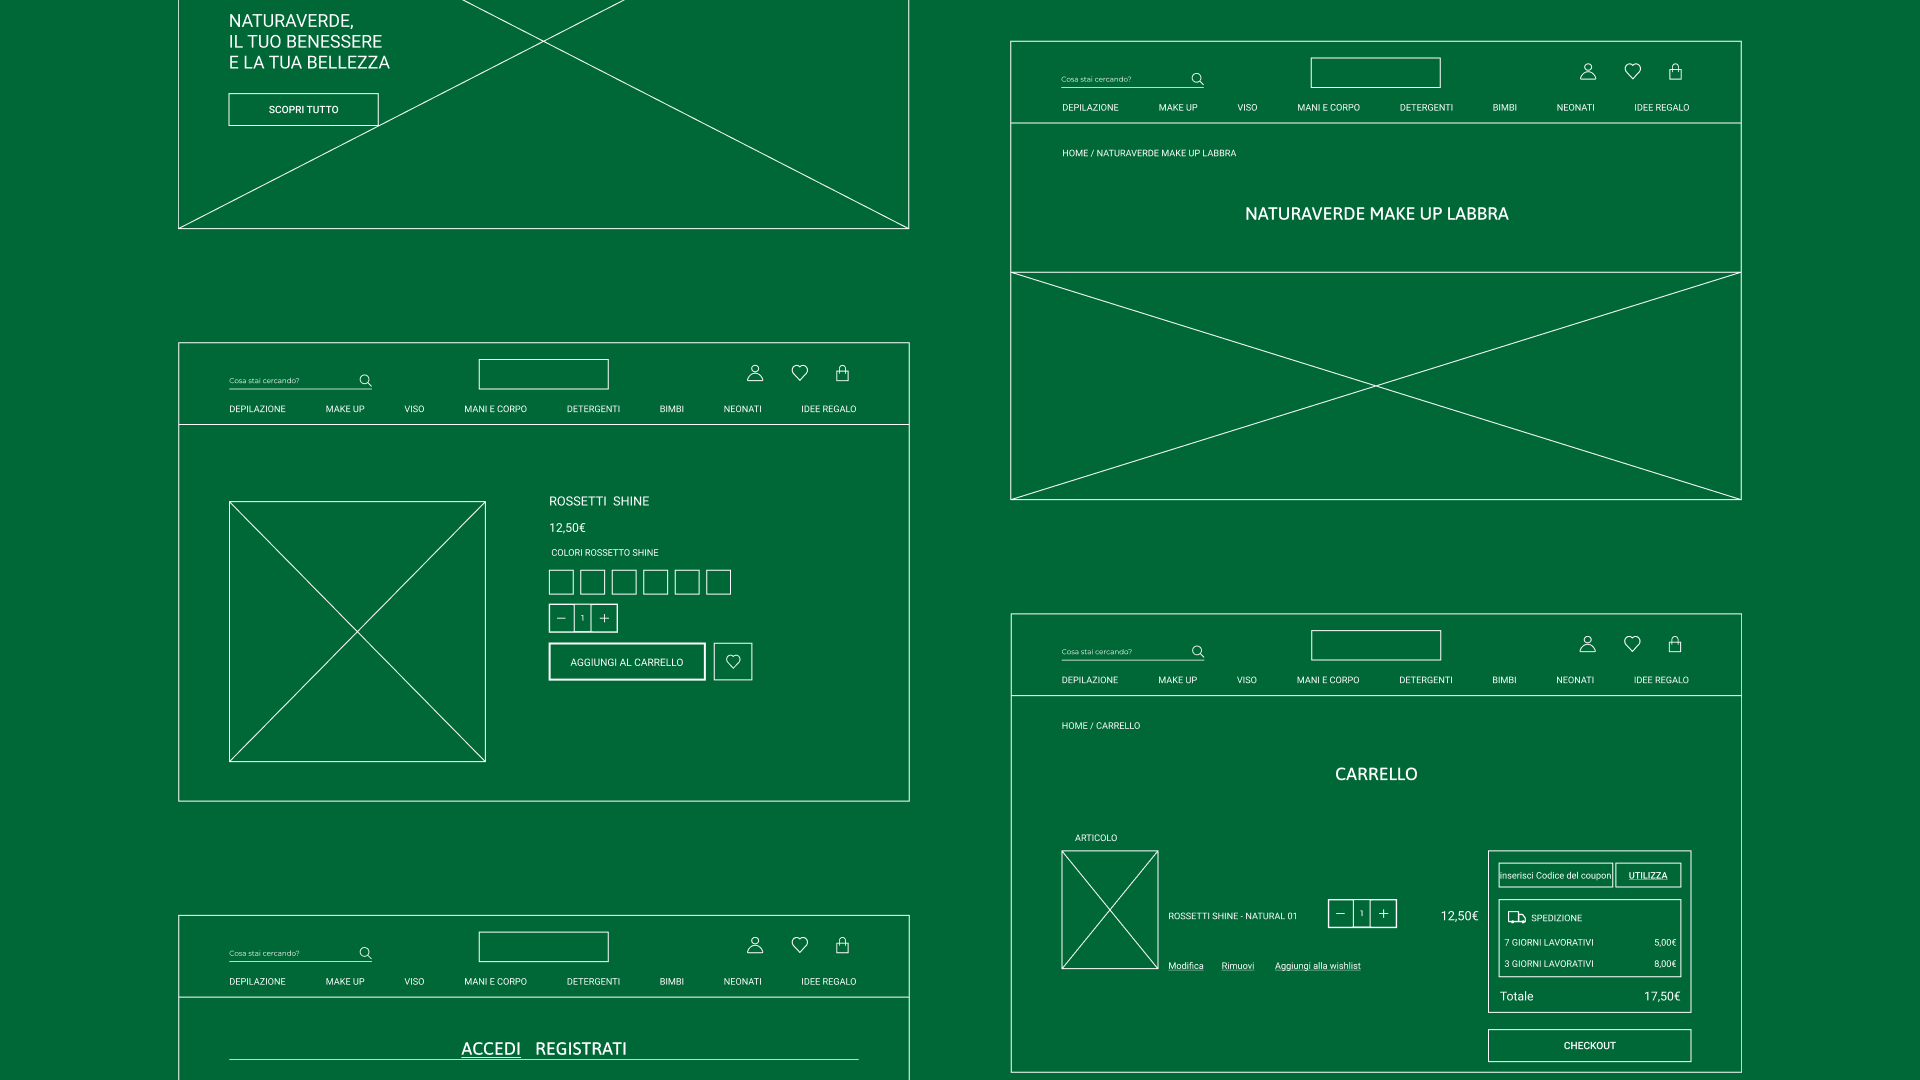 NATURAVERDE,
IL TUO BENESSERE
E LA TUA BELLEZZA
SCOPRI TUTTO
Cosa stai cercando?
DEPILAZIONE MAKE UP VISO MANI E CORPO DETERGENTI BIMBI NEONATI IDEE REGALO
ROSSETTI SHINE
12,50€
COLORI ROSSETTO SHINE
1
AGGIUNGI AL CARRELLO
Cosa stai cercando?
DEPILAZIONE MAKE UP VISO MANI E CORPO DETERGENTI BIMBI NEONATI IDEE REGALO
ACCEDI REGISTRATI
Cosa stai cercando?
DEPILAZIONE MAKE UP VISO MANI E CORPO DETERGENTI BIMBI NEONATI IDEE REGALO
HOME / NATURAVERDE MAKE UP LABBRA
NATURAVERDE MAKE UP LABBRA
Cosa stai cercando?
DEPILAZIONE MAKE UP VISO MANI E CORPO DETERGENTI BIMBI NEONATI IDEE REGALO
HOME / CARRELLO
CARRELLO
ARTICOLO
ROSSETTI SHINE - NATURAL 01 1 12,50€
Modifica Rimuovi Aggiungi alla wishlist
inserisci Codice del coupon UTILIZZA
SPEDIZIONE
7 GIORNI LAVORATIVI 5,00€
3 GIORNI LAVORATIVI 8,00€
Totale 17,50€
CHECKOUT